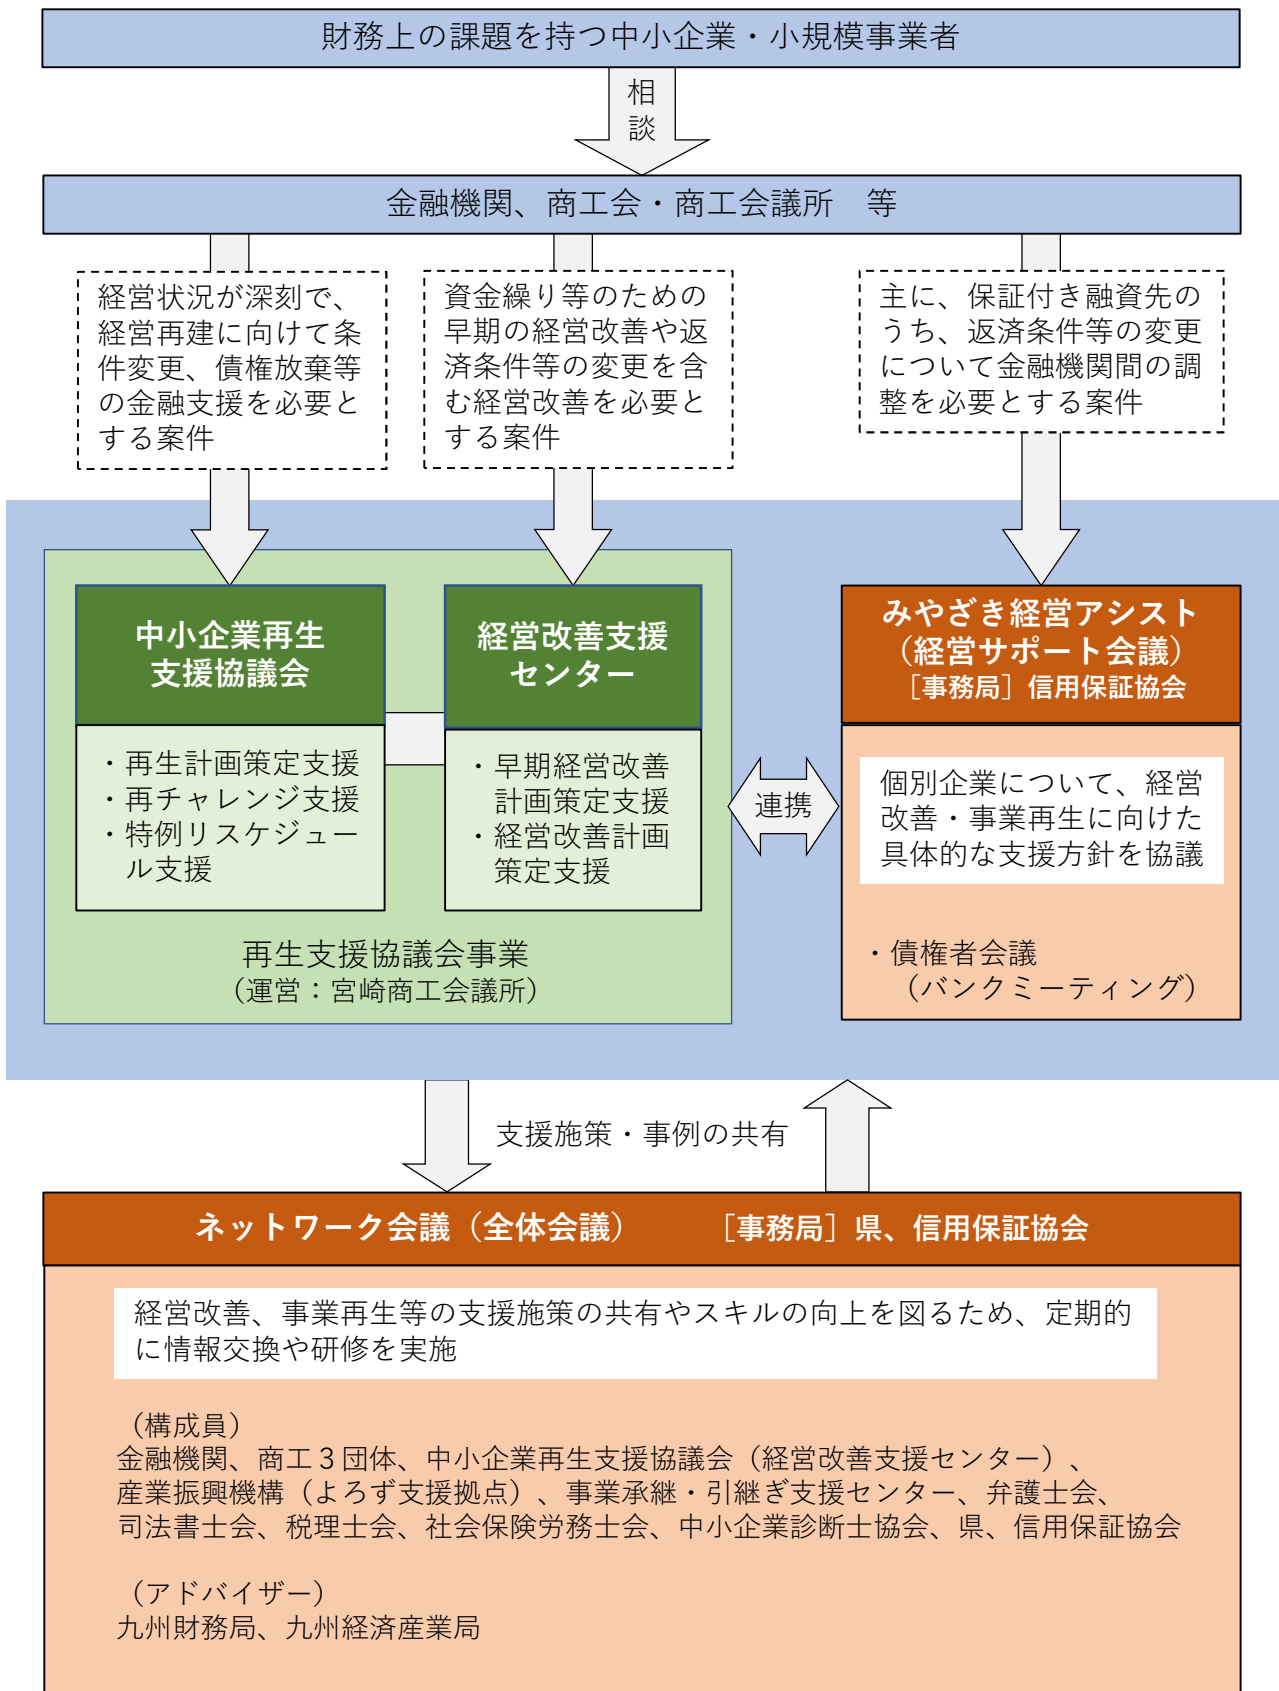 財務上の課題を持つ中小企業・小規模事業者
相
談
金融機関、商工会・商工会議所　等
経営状況が深刻で、
経営再建に向けて条
件変更、債権放棄等
の金融支援を必要と
する案件
資金繰り等のための
早期の経営改善や返
済条件等の変更を含
む経営改善を必要と
する案件
主に、保証付き融資先の
うち、返済条件等の変更
について金融機関間の調
整を必要とする案件
中小企業再生
支援協議会
・再生計画策定支援
・再チャレンジ支援
・特例リスケジュー
ル支援
経営改善支援
センター
・早期経営改善
計画策定支援
・経営改善計画
策定支援
再生支援協議会事業
（運営：宮崎商工会議所）
連携
みやざき経営アシスト
（経営サポート会議）
［事務局］信用保証協会
個別企業について、経営
改善・事業再生に向けた
具体的な支援方針を協議
・債権者会議
（バンクミーティング）
支援施策・事例の共有
ネットワーク会議（全体会議）　［事務局］県、信用保証協会
経営改善、事業再生等の支援施策の共有やスキルの向上を図るため、定期的
に情報交換や研修を実施
（構成員）
金融機関、商工３団体、中小企業再生支援協議会（経営改善支援センター）、
産業振興機構（よろず支援拠点）、事業承継・引継ぎ支援センター、弁護士会、
司法書士会、税理士会、社会保険労務士会、中小企業診断士協会、県、信用保証協会
（アドバイザー）
九州財務局、九州経済産業局